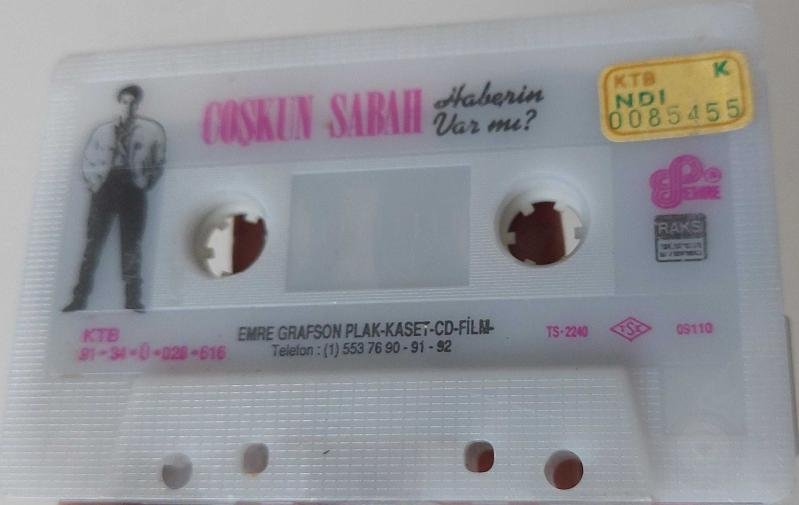 COŞKUN SABAH
Haberin
Var mı?
KTB K
NDI
0085455
EMRE
RAKS
KTB
91-34-Ü-028-616
EMRE GRAFSON PLAK-KASET-CD-FİLM-
Telefon : (1) 553 76 90 - 91 - 92
TS-2240
TSE
09110